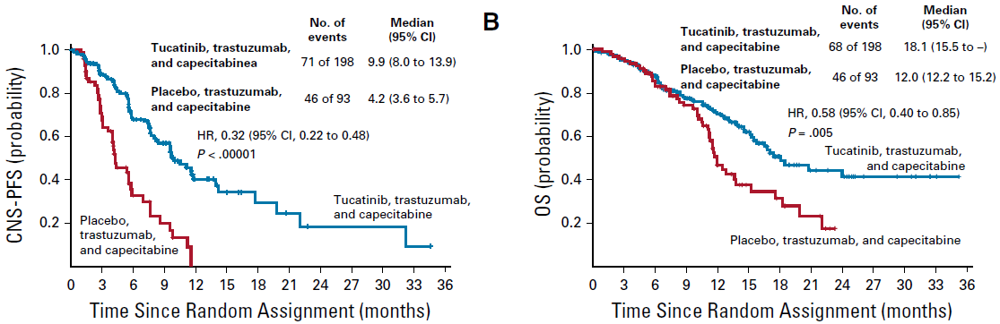 No. of
events
Median
(95% CI)
Tucatinib, trastuzumab,
and capecitabinea
71 of 198
9.9 (8.0 to 13.9)
Placebo, trastuzumab,
and capecitabine
46 of 93
4.2 (3.6 to 5.7)
HR, 0.32 (95% CI, 0.22 to 0.48)
P < .00001
Tucatinib, trastuzumab,
and capecitabine
Placebo,
trastuzumab,
and capecitabine
CNS-PFS (probability)
1.0
0.8
0.6
0.4
0.2
0 3 6 9 12 15 18 21 24 27 30 33 36
Time Since Random Assignment (months)
B
No. of
events
Median
(95% CI)
Tucatinib, trastuzumab,
and capecitabine
68 of 198
18.1 (15.5 to –)
Placebo, trastuzumab,
and capecitabine
46 of 93
12.0 (12.2 to 15.2)
HR, 0.58 (95% CI, 0.40 to 0.85)
P = .005
Tucatinib, trastuzumab,
and capecitabine
Placebo, trastuzumab, and capecitabine
OS (probability)
1.0
0.8
0.6
0.4
0.2
0 3 6 9 12 15 18 21 24 27 30 33 36
Time Since Random Assignment (months)